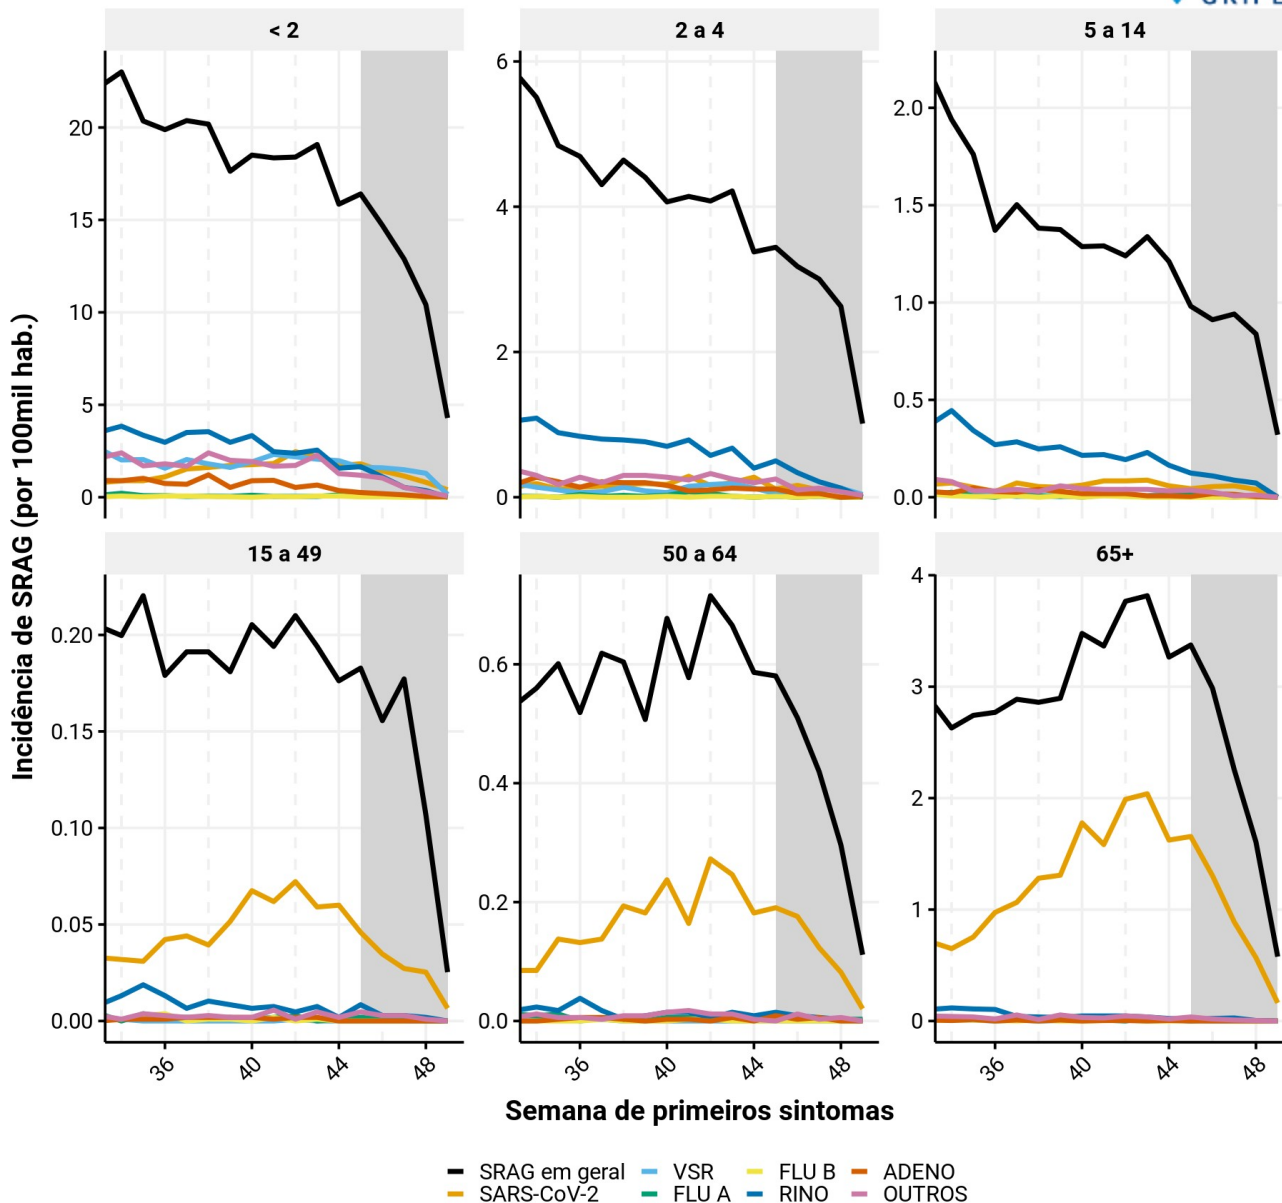 < 2
2 a 4
5 a 14
20
15
10
5
0
6
4
2
0
2.0
1.5
1.0
0.5
0.0
Incidência de SRAG (por 100mil hab.)
15 a 49
50 a 64
65+
0.20
0.15
0.10
0.05
0.00
0.6
0.4
0.2
0.0
4
3
2
1
0
36 40 44 48
36 40 44 48
36 40 44 48
Semana de primeiros sintomas
SRAG em geral VSR FLU B ADENO
SARS-CoV-2 FLU A RINO OUTROS